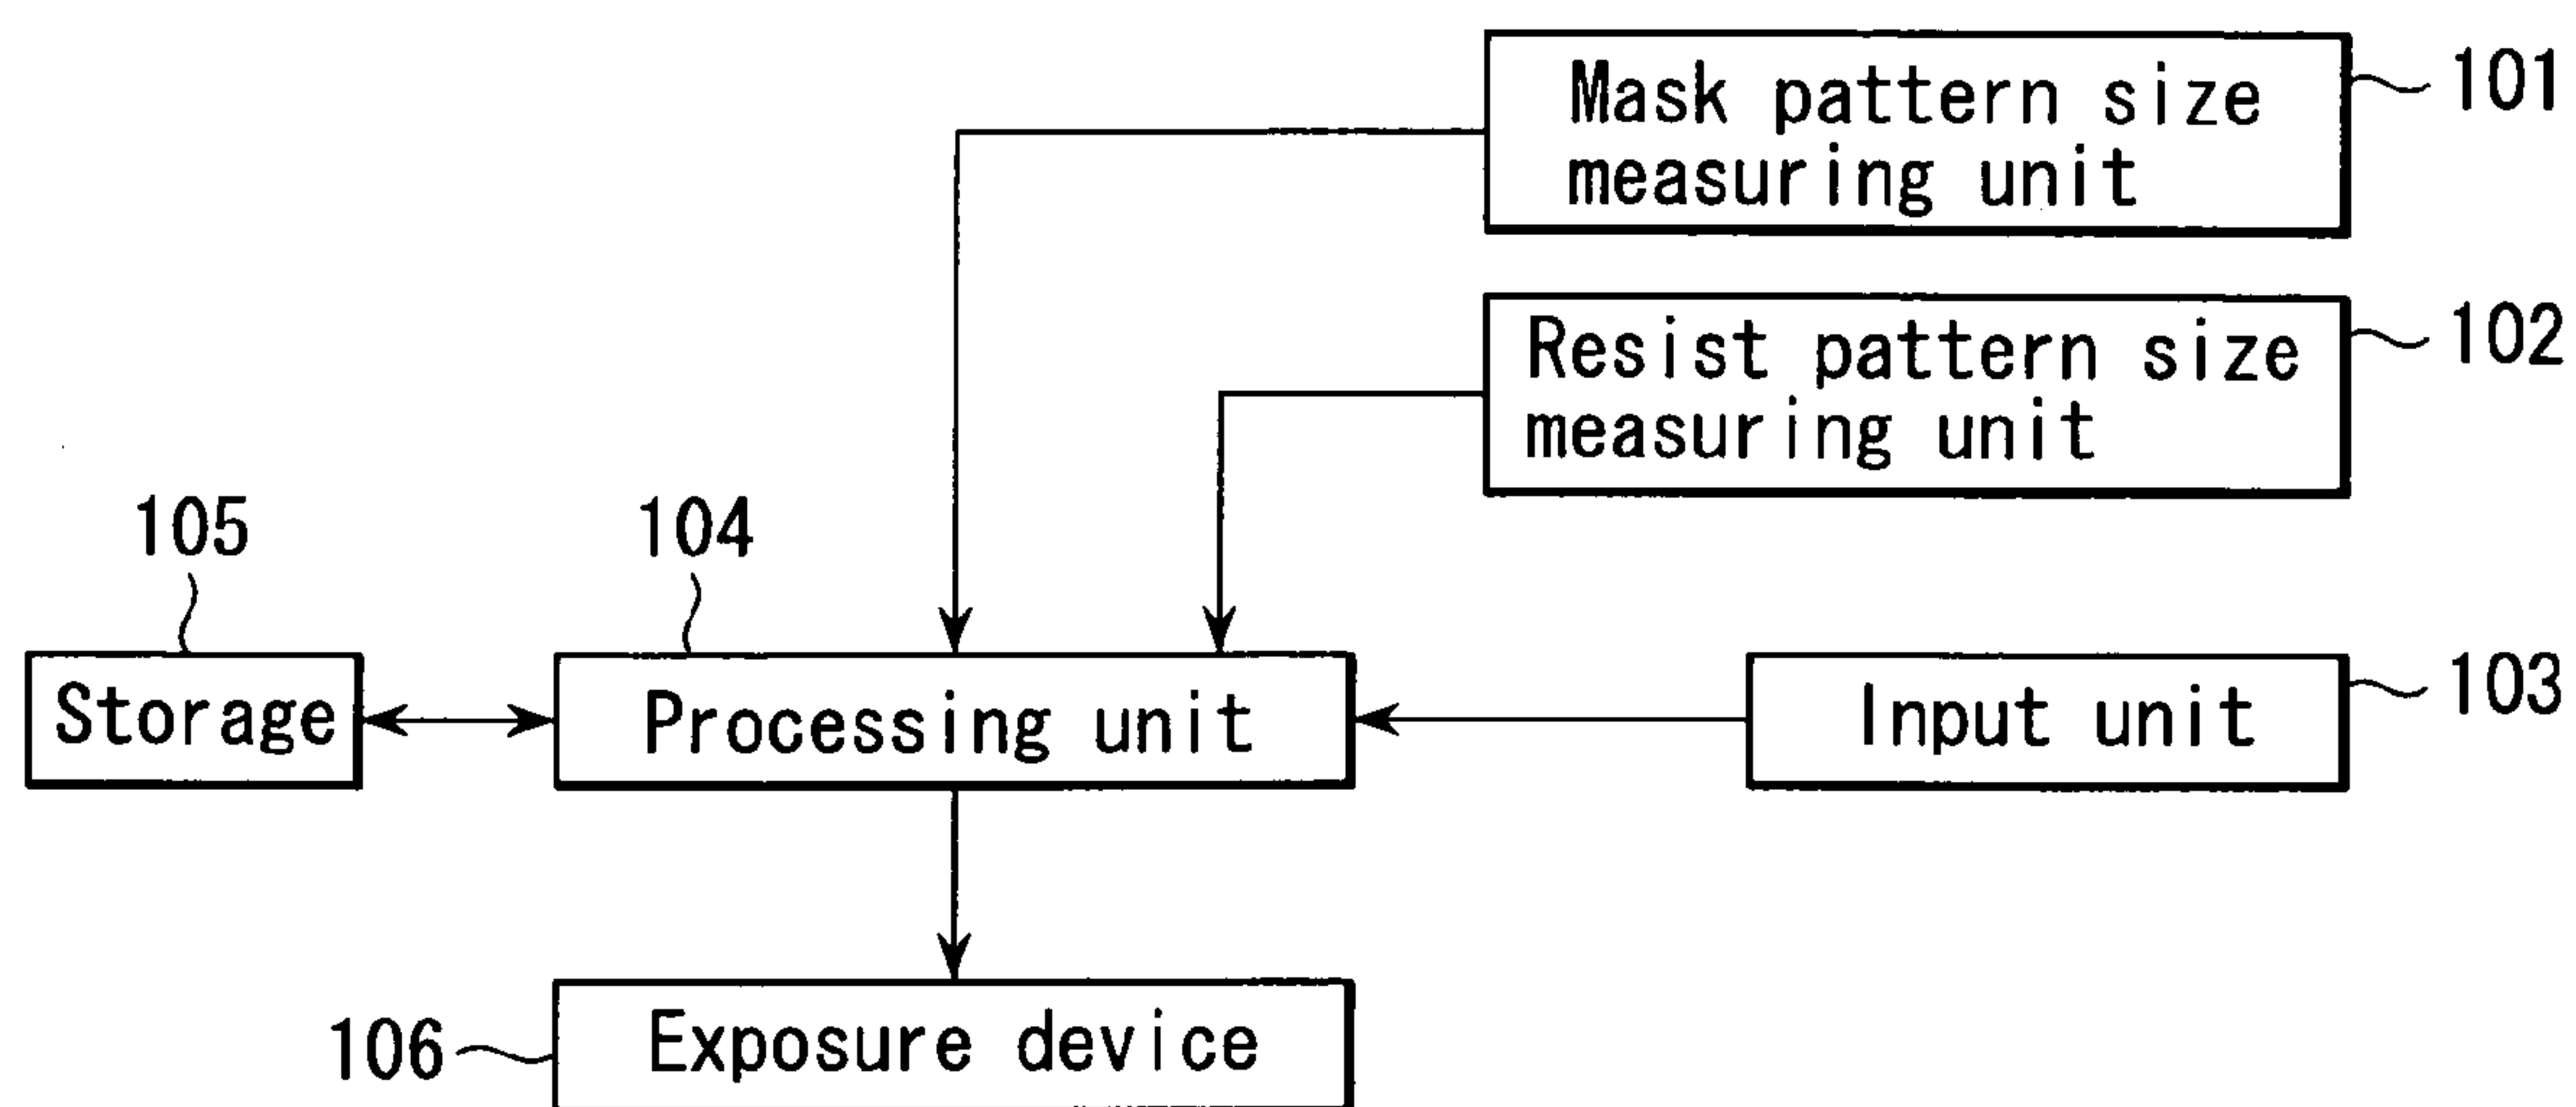 Mask pattern size
measuring unit
101
Resist pattern size
measuring unit
102
105
104
Storage
Processing unit
Input unit
103
106
Exposure device